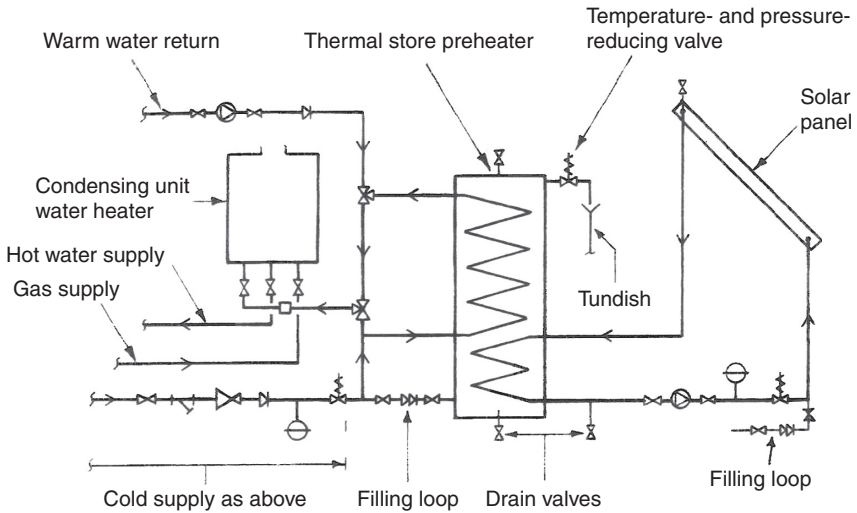 Warm water return
Thermal store preheater
Temperature- and pressure-
reducing valve
Solar
panel
Condensing unit
water heater
Hot water supply
Gas supply
Tundish
Cold supply as above
Filling loop
Drain valves
Filling loop